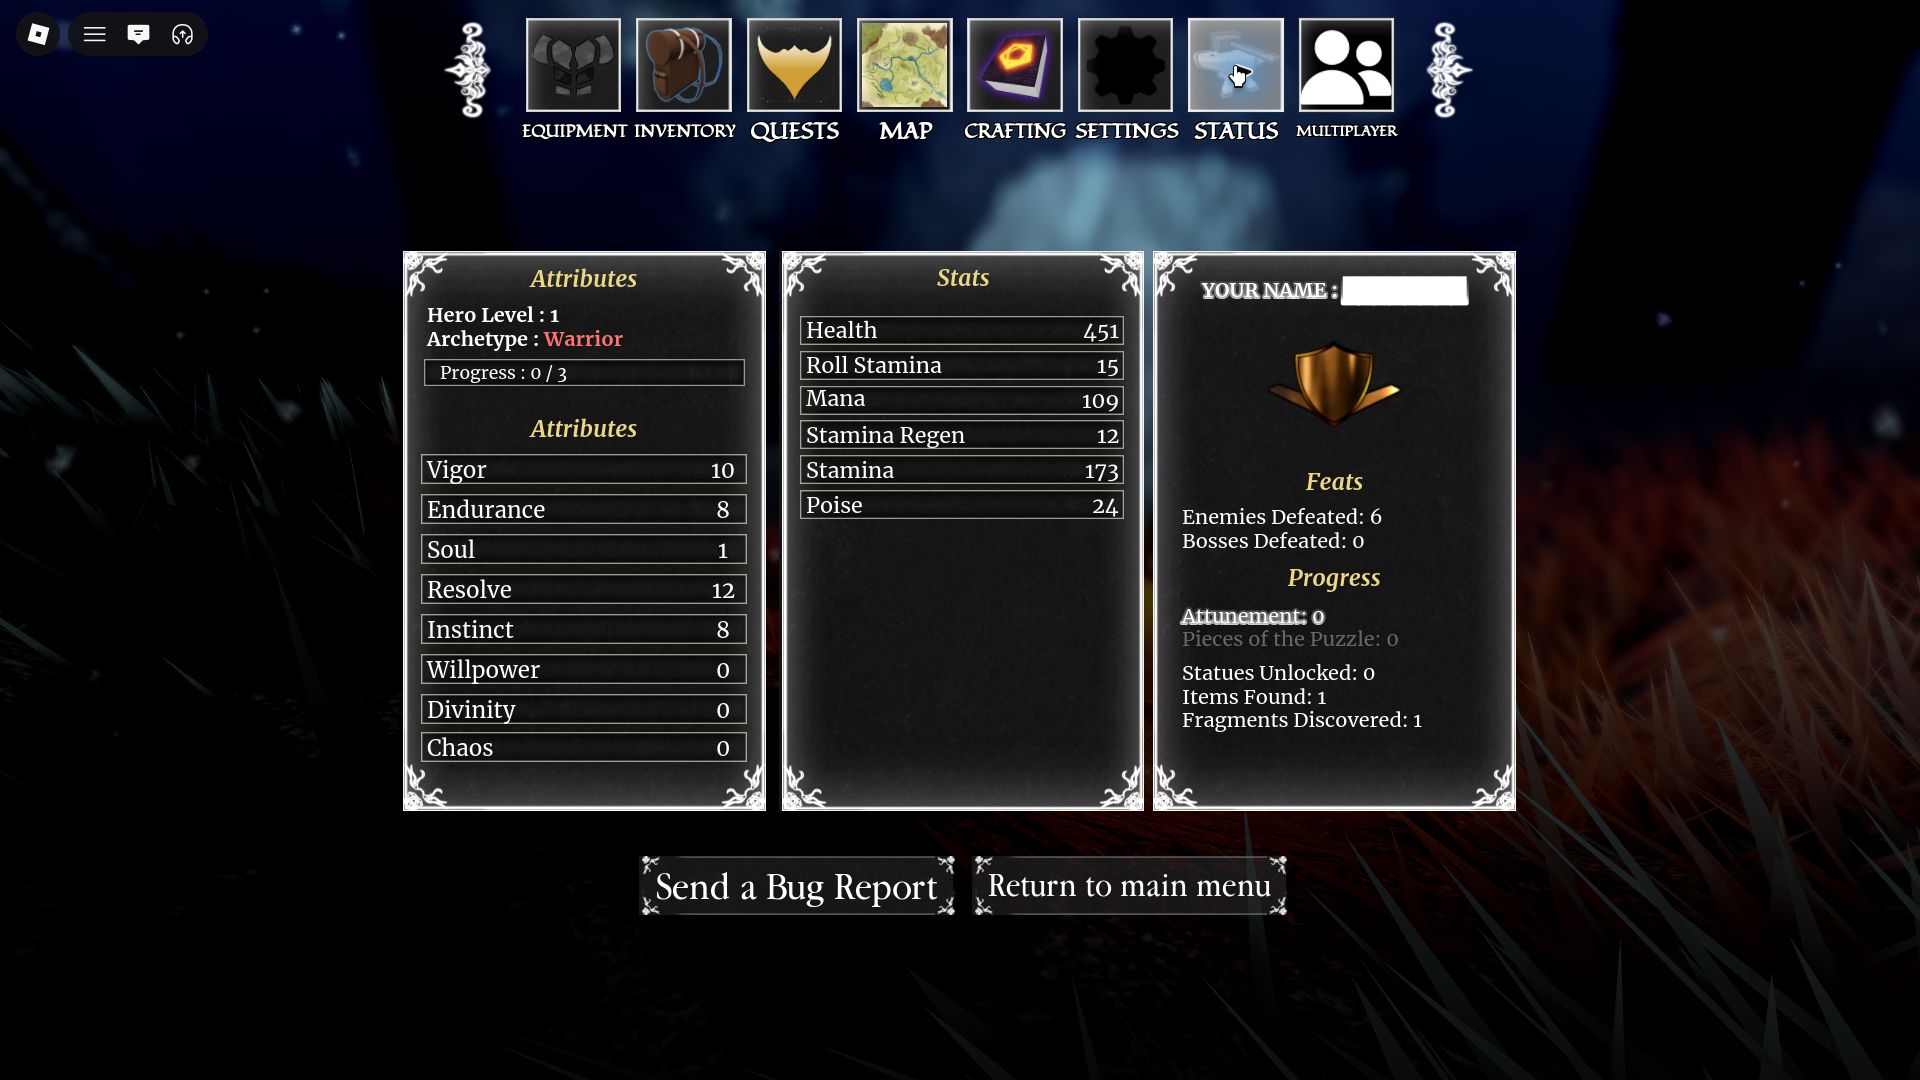 EQUIPMENT
INVENTORY
QUESTS
MAP
CRAFTING
SETTINGS
STATUS
MULTIPLAYER
Attributes
Hero Level : 1
Archetype : Warrior
Progress : 0 / 3
Attributes
Vigor 10
Endurance 8
Soul 1
Resolve 12
Instinct 8
Willpower 0
Divinity 0
Chaos 0
Stats
Health 451
Roll Stamina 15
Mana 109
Stamina Regen 12
Stamina 173
Poise 24
YOUR NAME :
Feats
Enemies Defeated: 6
Bosses Defeated: 0
Progress
Attunement: 0
Pieces of the Puzzle: 0
Statues Unlocked: 0
Items Found: 1
Fragments Discovered: 1
Send a Bug Report
Return to main menu